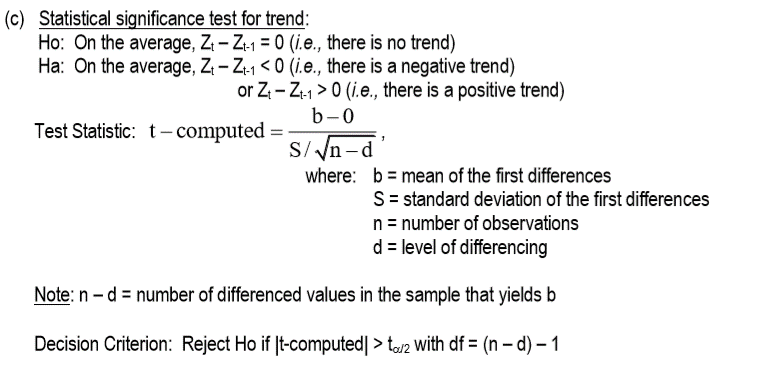 (c) Statistical significance test for trend:
Ho: On the average, Zt – Zt-1 = 0 (i.e., there is no trend)
Ha: On the average, Zt – Zt-1 < 0 (i.e., there is a negative trend)
or Zt – Zt-1 > 0 (i.e., there is a positive trend)
Test Statistic: t – computed = (b – 0) / (S/√n – d),
where: b = mean of the first differences
S = standard deviation of the first differences
n = number of observations
d = level of differencing
Note: n – d = number of differenced values in the sample that yields b
Decision Criterion: Reject Ho if |t-computed| > tα/2 with df = (n – d) – 1